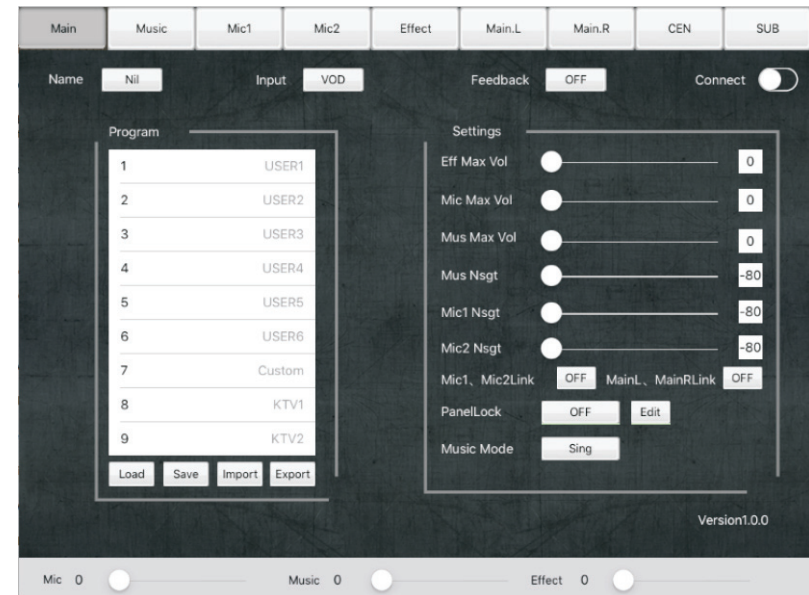 Main Music Mic1 Mic2 Effect Main.L Main.R CEN SUB
Name Nil Input VOD Feedback OFF Connect
Program
1 USER1
2 USER2
3 USER3
4 USER4
5 USER5
6 USER6
7 Custom
8 KTV1
9 KTV2
Load Save Import Export
Settings
Eff Max Vol 0
Mic Max Vol 0
Mus Max Vol 0
Mus Nsgt -80
Mic1 Nsgt -80
Mic2 Nsgt -80
Mic1、Mic2Link OFF MainL、MainRLink OFF
PanelLock OFF Edit
Music Mode Sing
Version1.0.0
Mic 0 Music 0 Effect 0